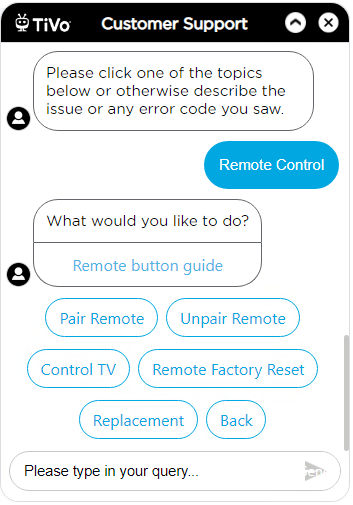 TiVo Customer Support
Please click one of the topics
below or otherwise describe the
issue or any error code you saw.
Remote Control
What would you like to do?
Remote button guide
Pair Remote Unpair Remote
Control TV Remote Factory Reset
Replacement Back
Please type in your query...